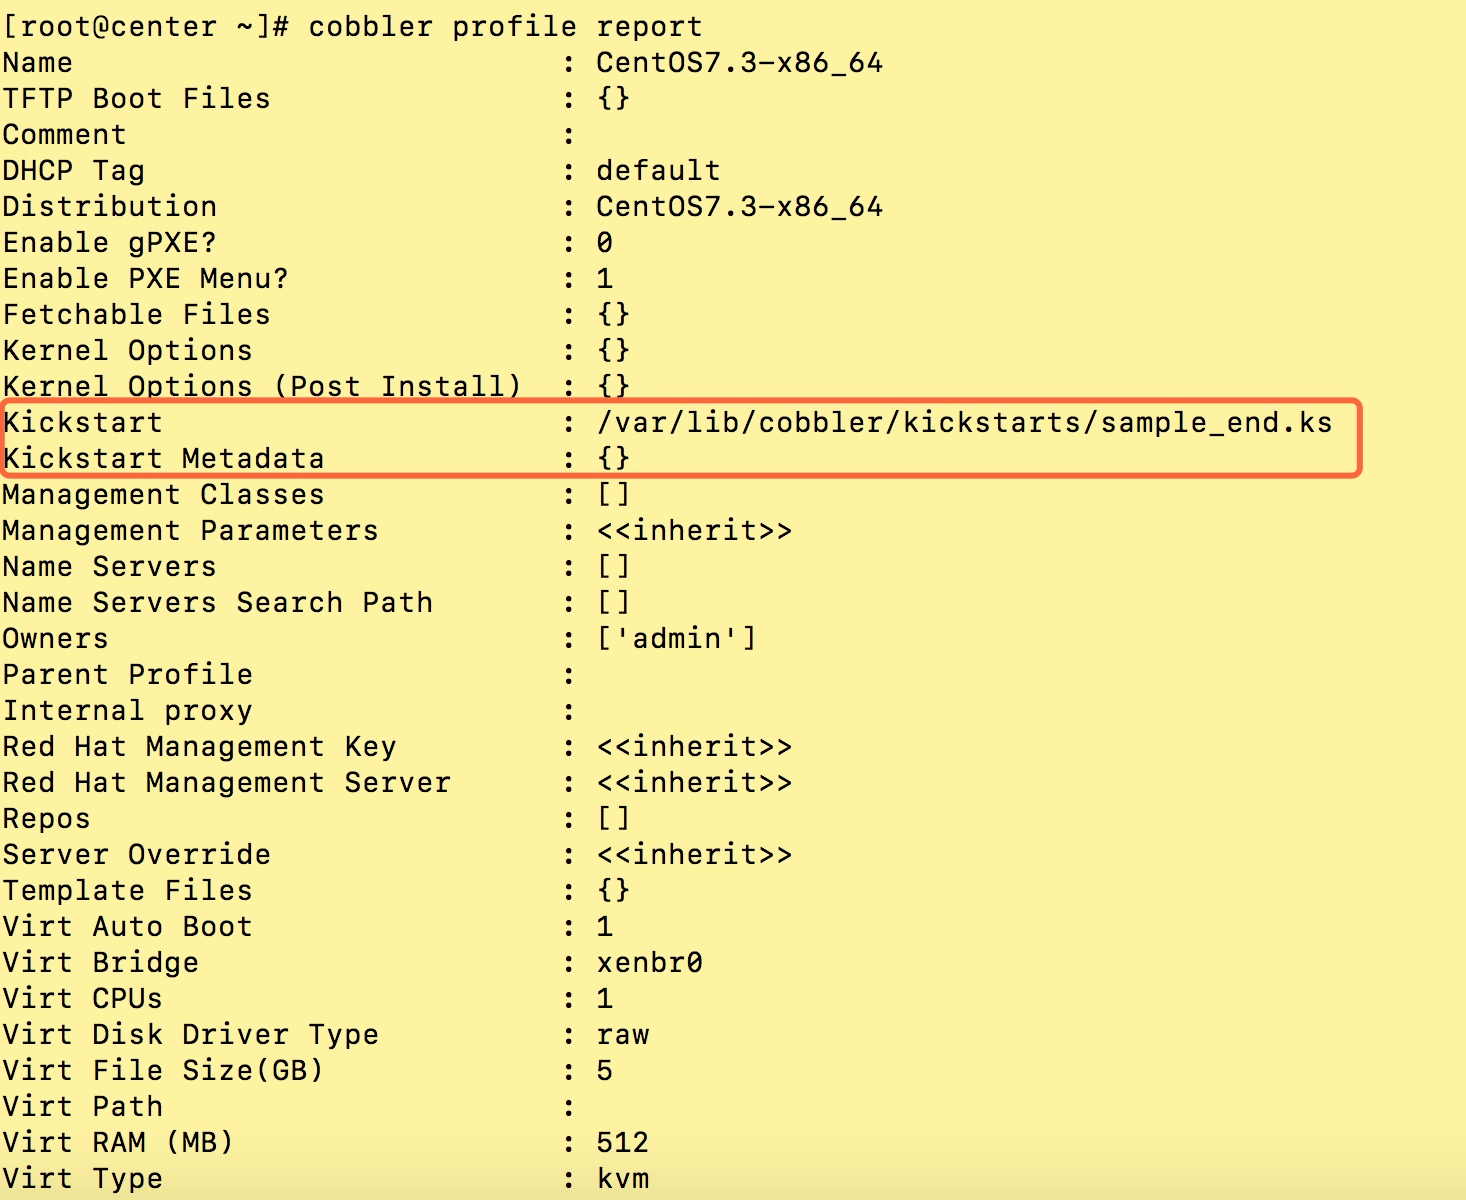 [root@center ~]# cobbler profile report
Name                           : CentOS7.3-x86_64
TFTP Boot Files                : {}
Comment                        :
DHCP Tag                       : default
Distribution                   : CentOS7.3-x86_64
Enable gPXE?                   : 0
Enable PXE Menu?               : 1
Fetchable Files                : {}
Kernel Options                 : {}
Kernel Options (Post Install)  : {}
Kickstart                      : /var/lib/cobbler/kickstarts/sample_end.ks
Kickstart Metadata             : {}
Management Classes             : []
Management Parameters          : <<inherit>>
Name Servers                   : []
Name Servers Search Path       : []
Owners                         : ['admin']
Parent Profile                 :
Internal proxy                 :
Red Hat Management Key         : <<inherit>>
Red Hat Management Server      : <<inherit>>
Repos                          : []
Server Override                : <<inherit>>
Template Files                 : {}
Virt Auto Boot                 : 1
Virt Bridge                    : xenbr0
Virt CPUs                      : 1
Virt Disk Driver Type          : raw
Virt File Size(GB)             : 5
Virt Path                      :
Virt RAM (MB)                  : 512
Virt Type                      : kvm